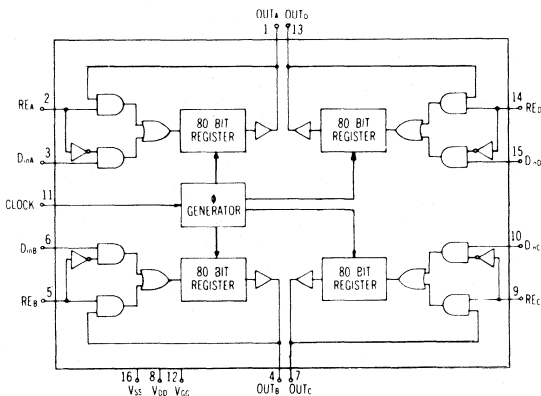 OUTA OUTD
1 13
2 14
REA RED
80 BIT REGISTER 80 BIT REGISTER
3 15
DinA DinD
11
CLOCK
ϕ GENERATOR
6 10
DinB DinC
80 BIT REGISTER 80 BIT REGISTER
5 9
REB REC
16 8 12 4 7
VSS VDD VGG OUTB OUTC